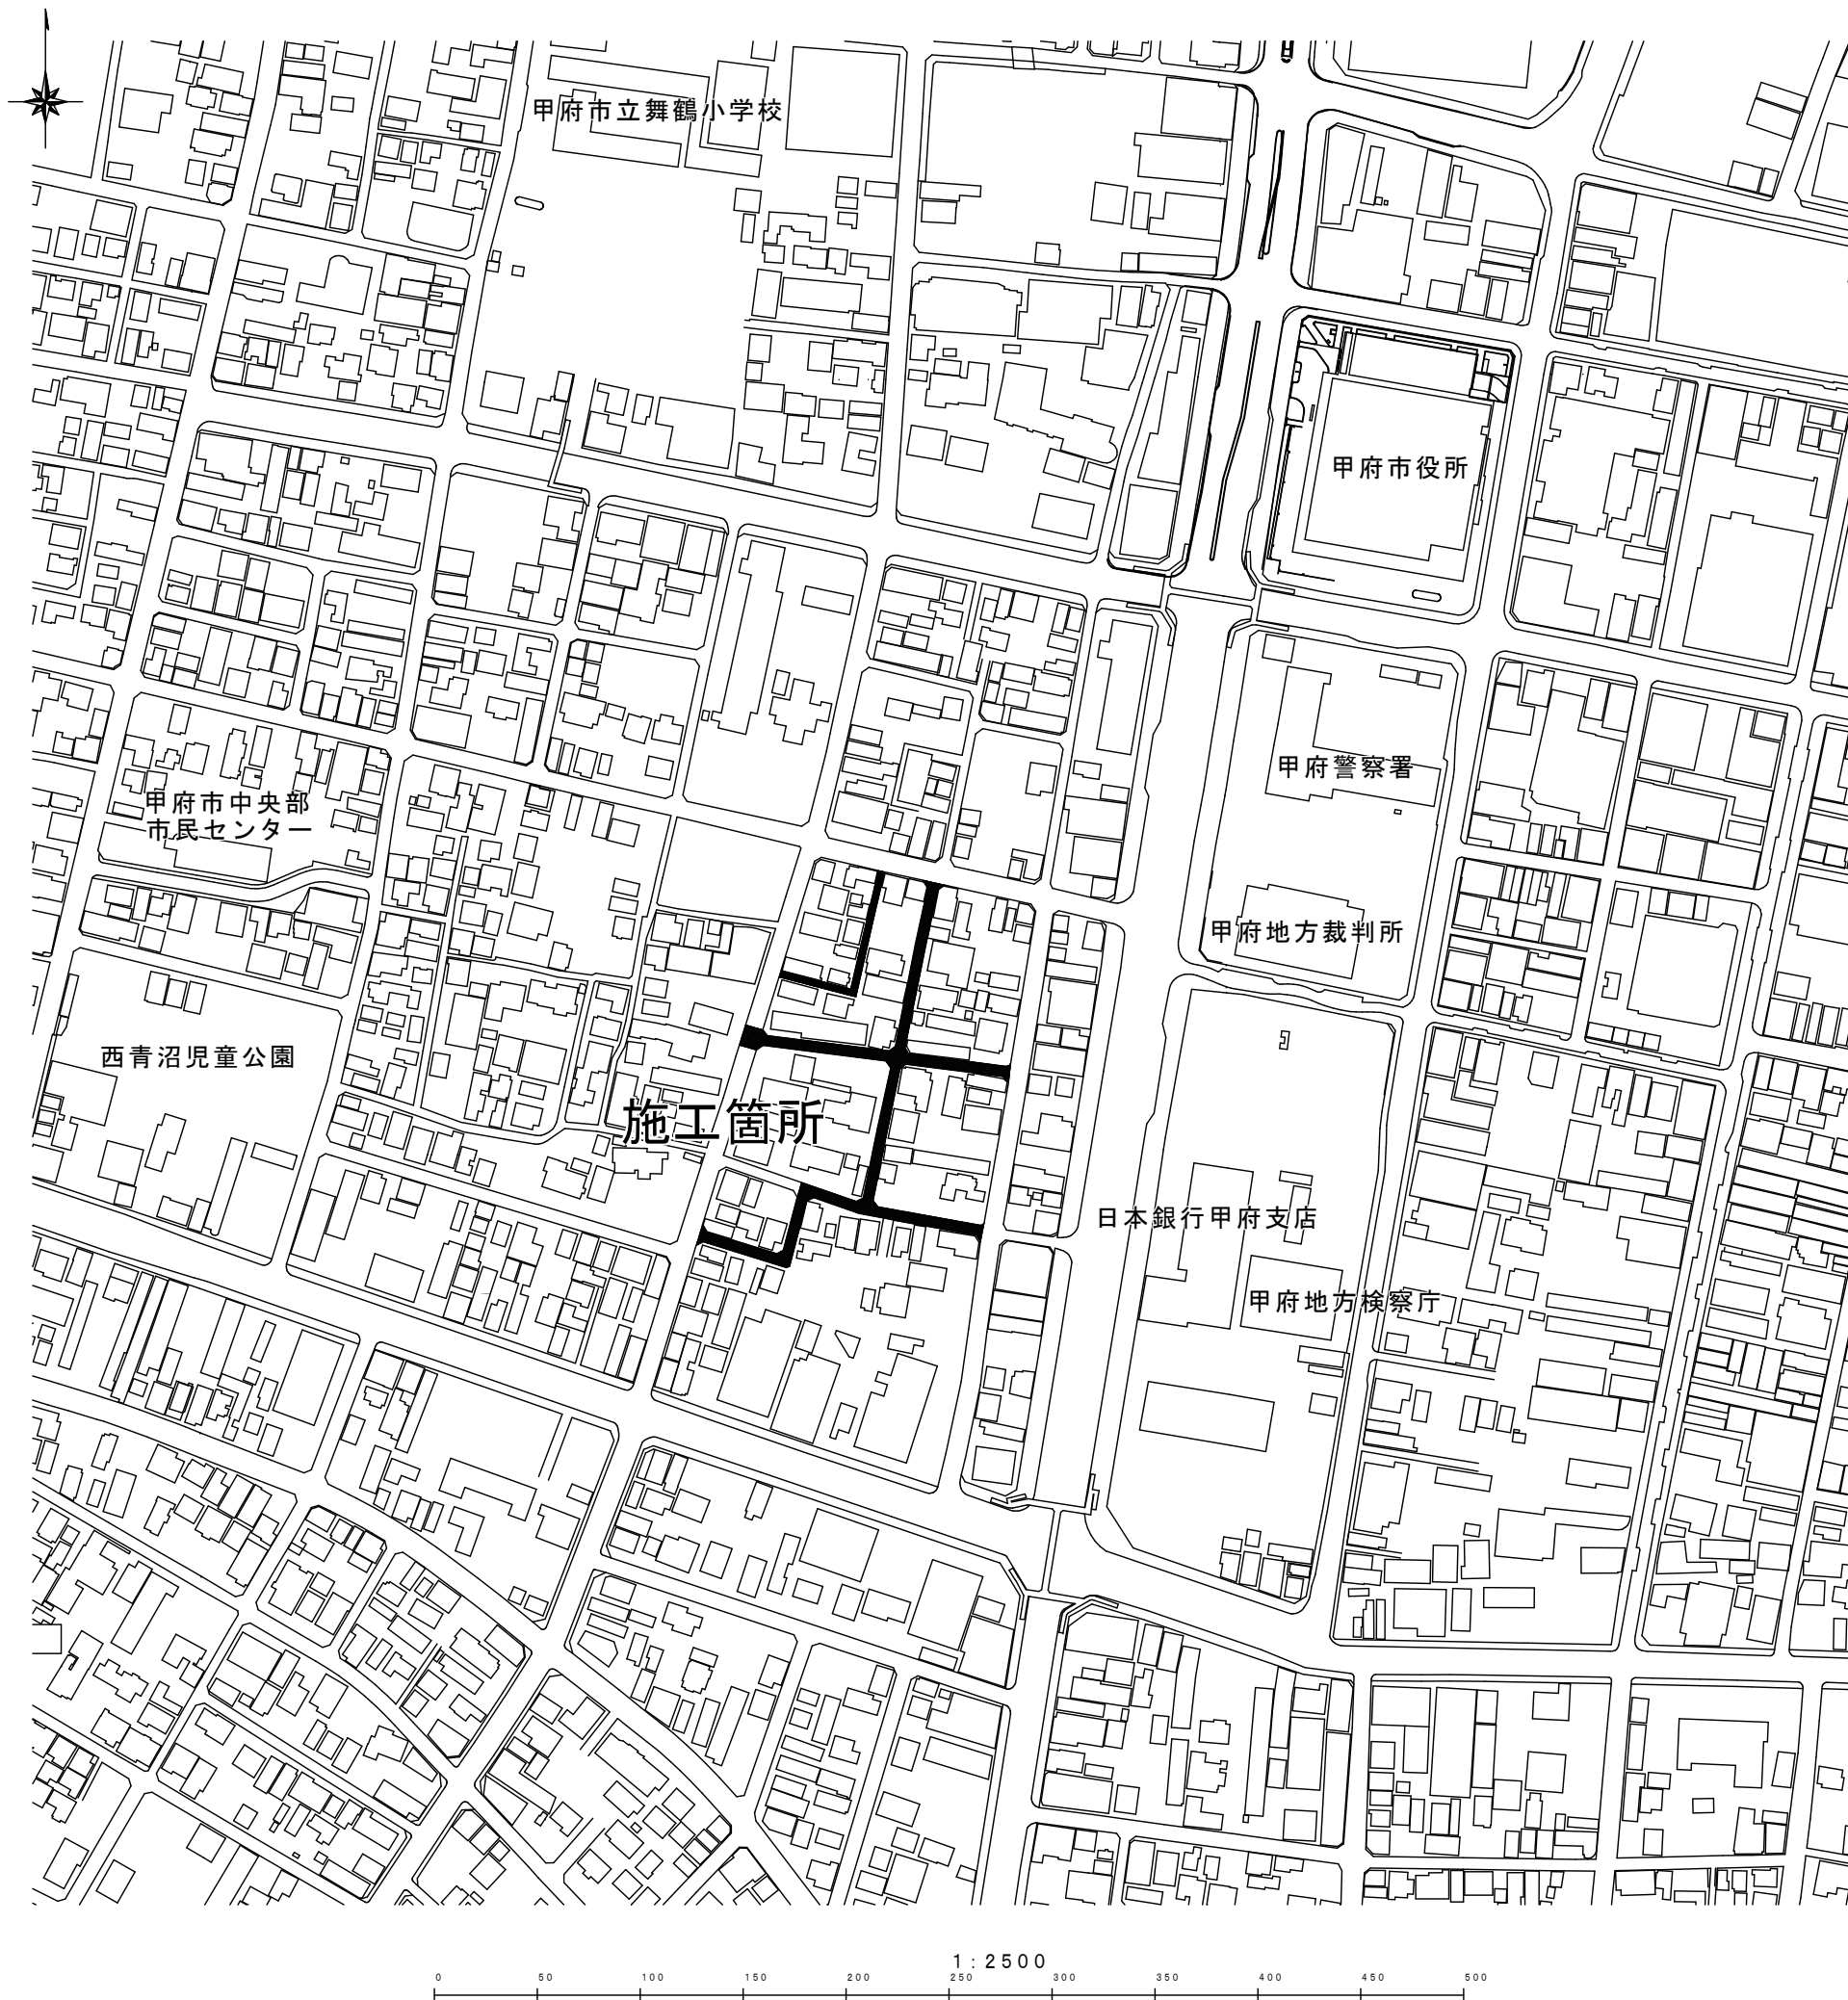 甲府市立舞鶴小学校
甲府市役所
甲府警察署
甲府市中央部
市民センター
甲府地方裁判所
西青沼児童公園
施工箇所
日本銀行甲府支店
甲府地方検察庁
1:2500
0 50 100 150 200 250 300 350 400 450 500